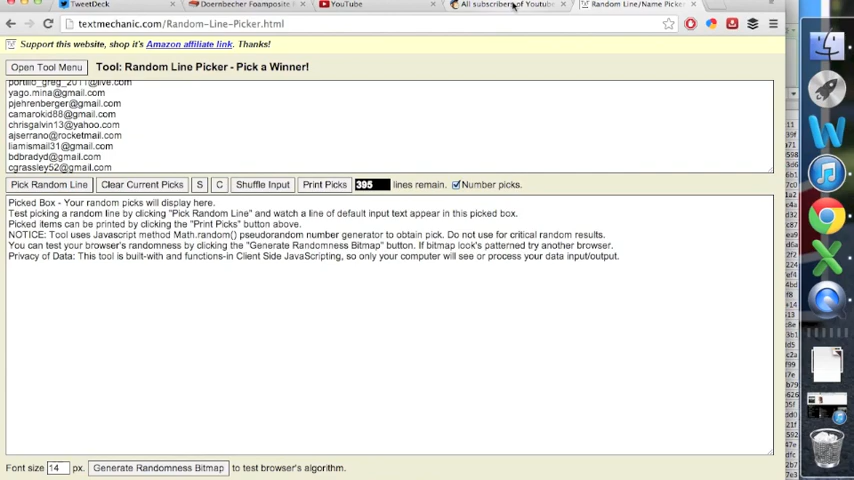 TweetDeck
Doernbecher Foamposite
YouTube
All subscribers of Youtube
Random Line/Name Picker
textmechanic.com/Random-Line-Picker.html
Support this website, shop it's Amazon affiliate link. Thanks!
Open Tool Menu
Tool: Random Line Picker - Pick a Winner!
portillo_greg_2011@live.com
yago.mina@gmail.com
pjehrenberger@gmail.com
camarokid88@gmail.com
chrisgalvin13@yahoo.com
ajserrano@rocketmail.com
liamismail31@gmail.com
bdbradyd@gmail.com
cgrassley52@gmail.com
Pick Random Line
Clear Current Picks
S
C
Shuffle Input
Print Picks
395
lines remain.
Number picks.
Picked Box - Your random picks will display here.
Test picking a random line by clicking "Pick Random Line" and watch a line of default input text appear in this picked box.
Picked items can be printed by clicking the "Print Picks" button above.
NOTICE: Tool uses Javascript method Math.random() pseudorandom number generator to obtain pick. Do not use for critical random results.
You can test your browser's randomness by clicking the "Generate Randomness Bitmap" button. If bitmap look's patterned try another browser.
Privacy of Data: This tool is built-with and functions-in Client Side JavaScripting, so only your computer will see or process your data input/output.
Font size
14
px.
Generate Randomness Bitmap
to test browser's algorithm.